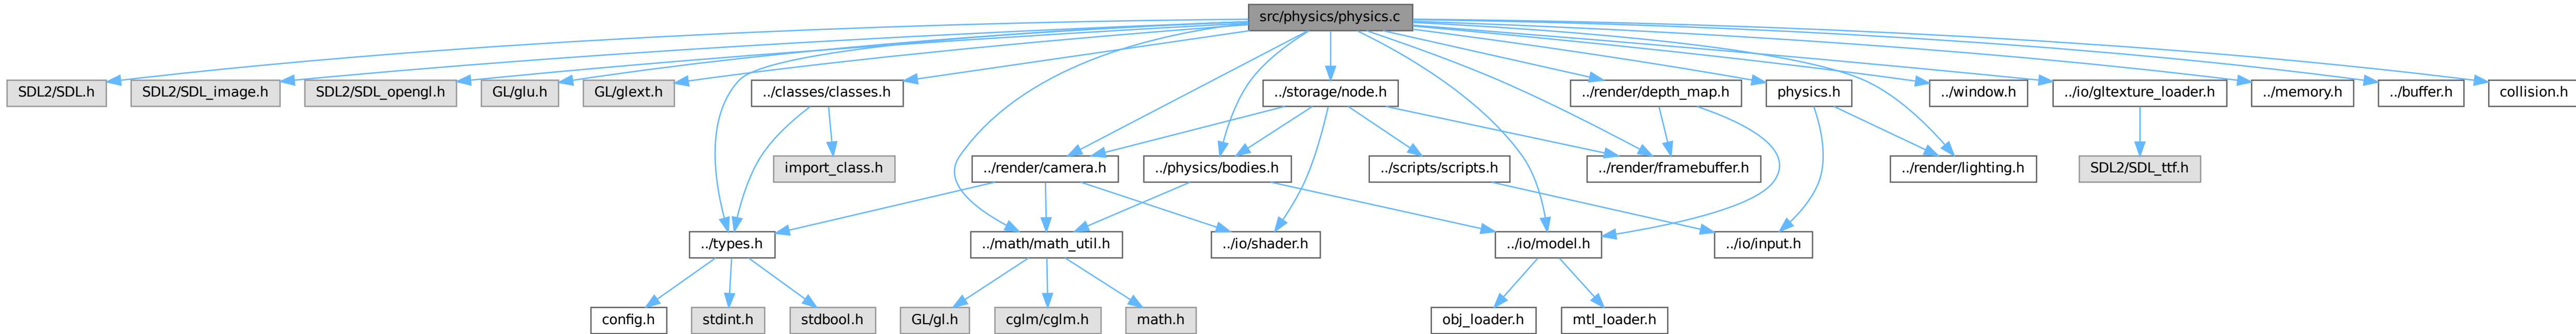 src/physics/physics.c
SDL2/SDL.h
SDL2/SDL_image.h
SDL2/SDL_opengl.h
GL/glu.h
GL/glext.h
../classes/classes.h
../storage/node.h
../render/depth_map.h
physics.h
../window.h
../io/gltexture_loader.h
../memory.h
../buffer.h
collision.h
import_class.h
../render/camera.h
../physics/bodies.h
../scripts/scripts.h
../render/framebuffer.h
../render/lighting.h
SDL2/SDL_ttf.h
../types.h
../math/math_util.h
../io/shader.h
../io/model.h
../io/input.h
config.h
stdint.h
stdbool.h
GL/gl.h
cglm/cglm.h
math.h
obj_loader.h
mtl_loader.h